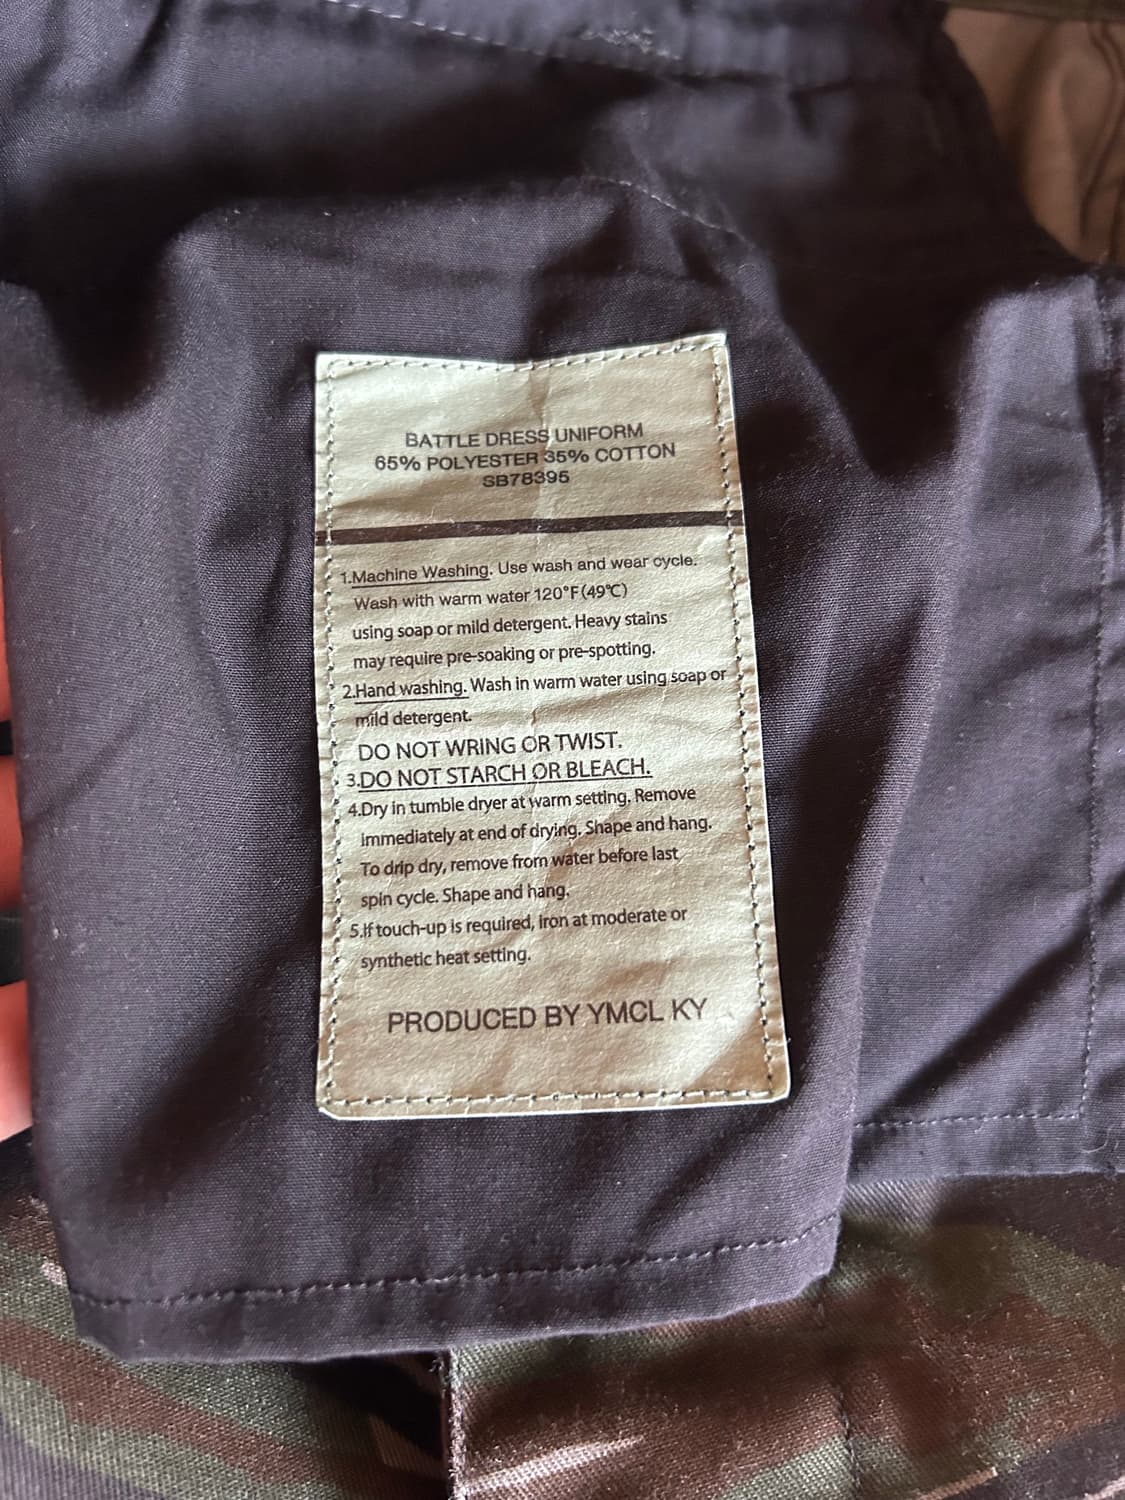 BATTLE DRESS UNIFORM
65% POLYESTER 35% COTTON
SB78395
1.Machine Washing. Use wash and wear cycle.
Wash with warm water 120°F(49℃)
using soap or mild detergent. Heavy stains
may require pre-soaking or pre-spotting.
2.Hand washing. Wash in warm water using soap or
mild detergent.
DO NOT WRING OR TWIST.
3.DO NOT STARCH OR BLEACH.
4.Dry in tumble dryer at warm setting. Remove
immediately at end of drying. Shape and hang.
To drip dry, remove from water before last
spin cycle. Shape and hang.
5.If touch-up is required, iron at moderate or
synthetic heat setting.
PRODUCED BY YMCL KY